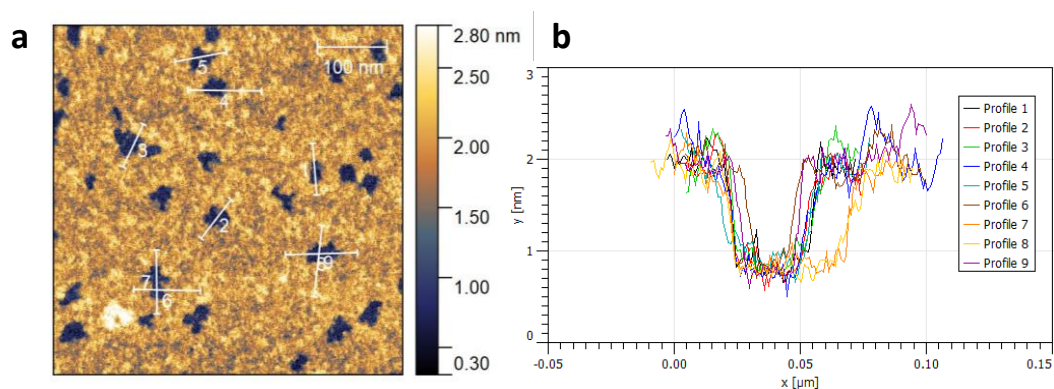 a
5
100 nm
4
3
1
2
7
6
2.80 nm
2.50
2.00
1.50
1.00
0.30
b
3
2
1
0
y [nm]
-0.05
0.00
0.05
0.10
0.15
x [µm]
Profile 1
Profile 2
Profile 3
Profile 4
Profile 5
Profile 6
Profile 7
Profile 8
Profile 9